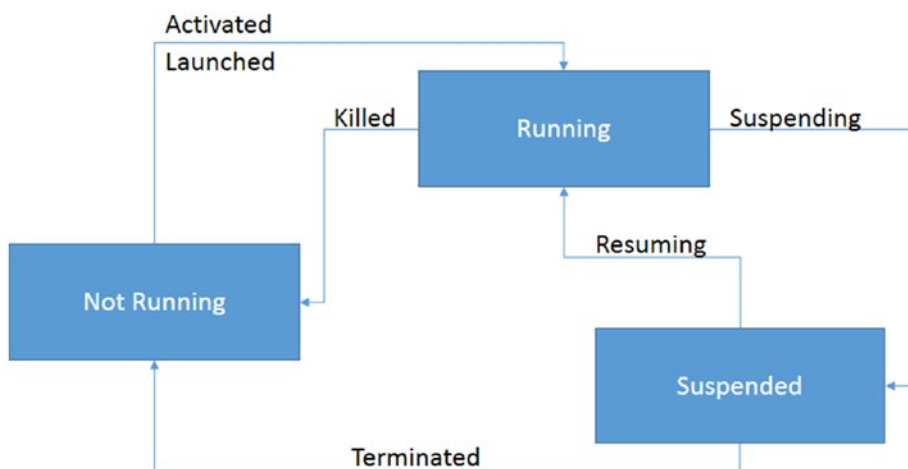 Activated
Launched
Killed
Running
Suspending
Resuming
Not Running
Suspended
Terminated